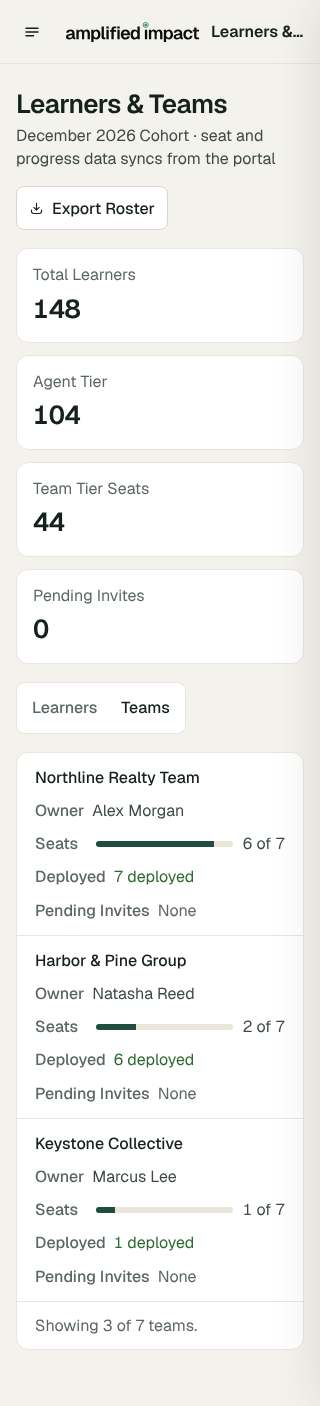 amplified impact Learners &...
Learners & Teams
December 2026 Cohort · seat and
progress data syncs from the portal
Export Roster
Total Learners
148
Agent Tier
104
Team Tier Seats
44
Pending Invites
0
Learners Teams
Northline Realty Team
Owner Alex Morgan
Seats 6 of 7
Deployed 7 deployed
Pending Invites None
Harbor & Pine Group
Owner Natasha Reed
Seats 2 of 7
Deployed 6 deployed
Pending Invites None
Keystone Collective
Owner Marcus Lee
Seats 1 of 7
Deployed 1 deployed
Pending Invites None
Showing 3 of 7 teams.